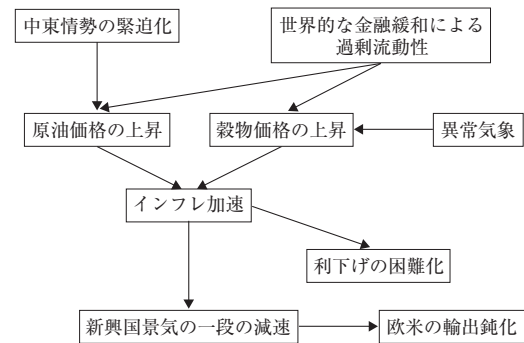 中東情勢の緊迫化
世界的な金融緩和による
過剰流動性
原油価格の上昇
穀物価格の上昇
異常気象
インフレ加速
利下げの困難化
新興国景気の一段の減速
欧米の輸出鈍化